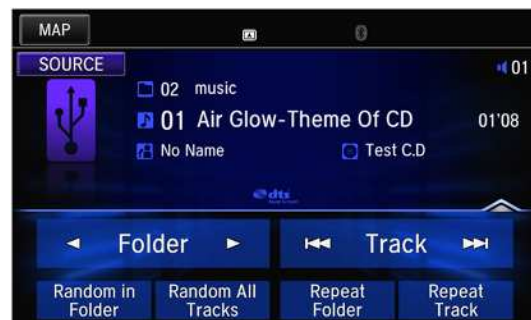 MAP
SOURCE
01
02 music
01 Air Glow-Theme Of CD 01'08
No Name Test C.D
dts
Folder Track
Random in Folder
Random All Tracks
Repeat Folder
Repeat Track